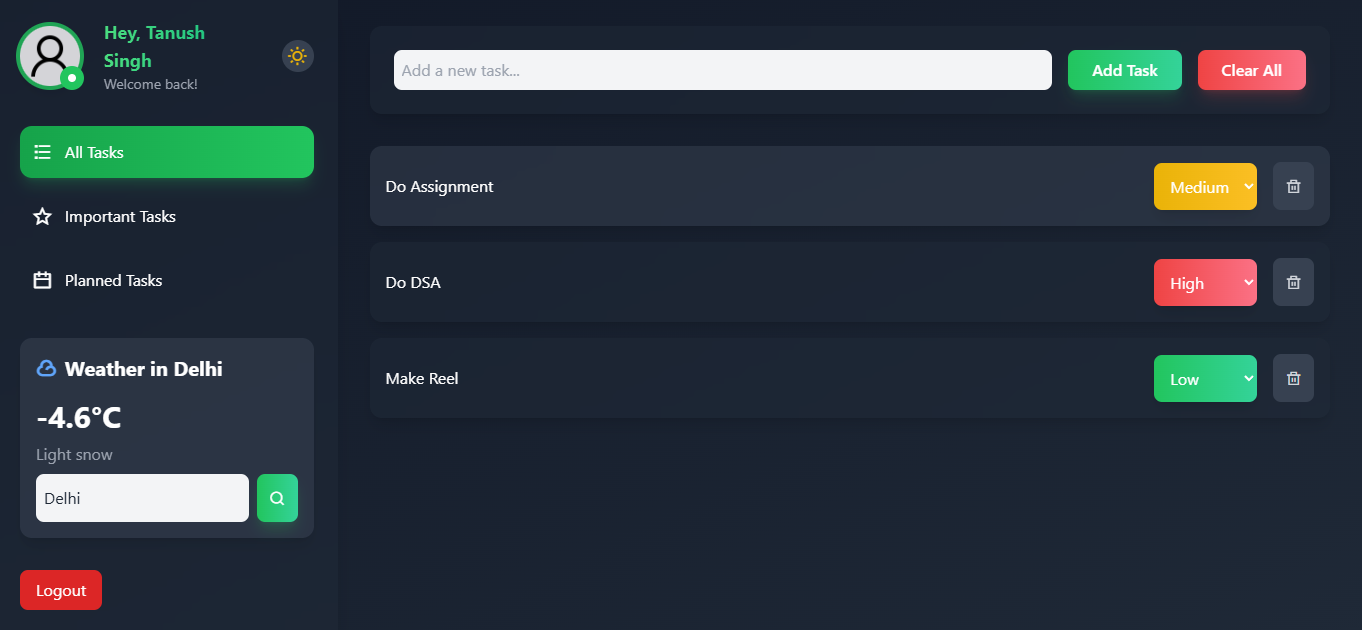 Hey, Tanush
Singh
Welcome back!
All Tasks
Important Tasks
Planned Tasks
Weather in Delhi
-4.6°C
Light snow
Delhi
Logout
Add a new task...
Add Task
Clear All
Do Assignment
Medium
Do DSA
High
Make Reel
Low